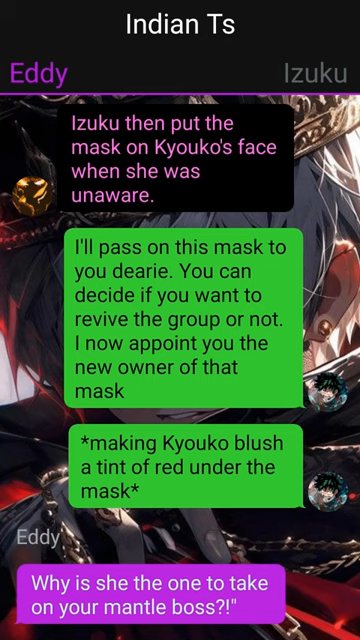 Indian Ts
Eddy
Izuku
Izuku then put the
mask on Kyouko's face
when she was
unaware.
I'll pass on this mask to
you dearie. You can
decide if you want to
revive the group or not.
I now appoint you the
new owner of that
mask
*making Kyouko blush
a tint of red under the
mask*
Eddy
Why is she the one to take
on your mantle boss?!"